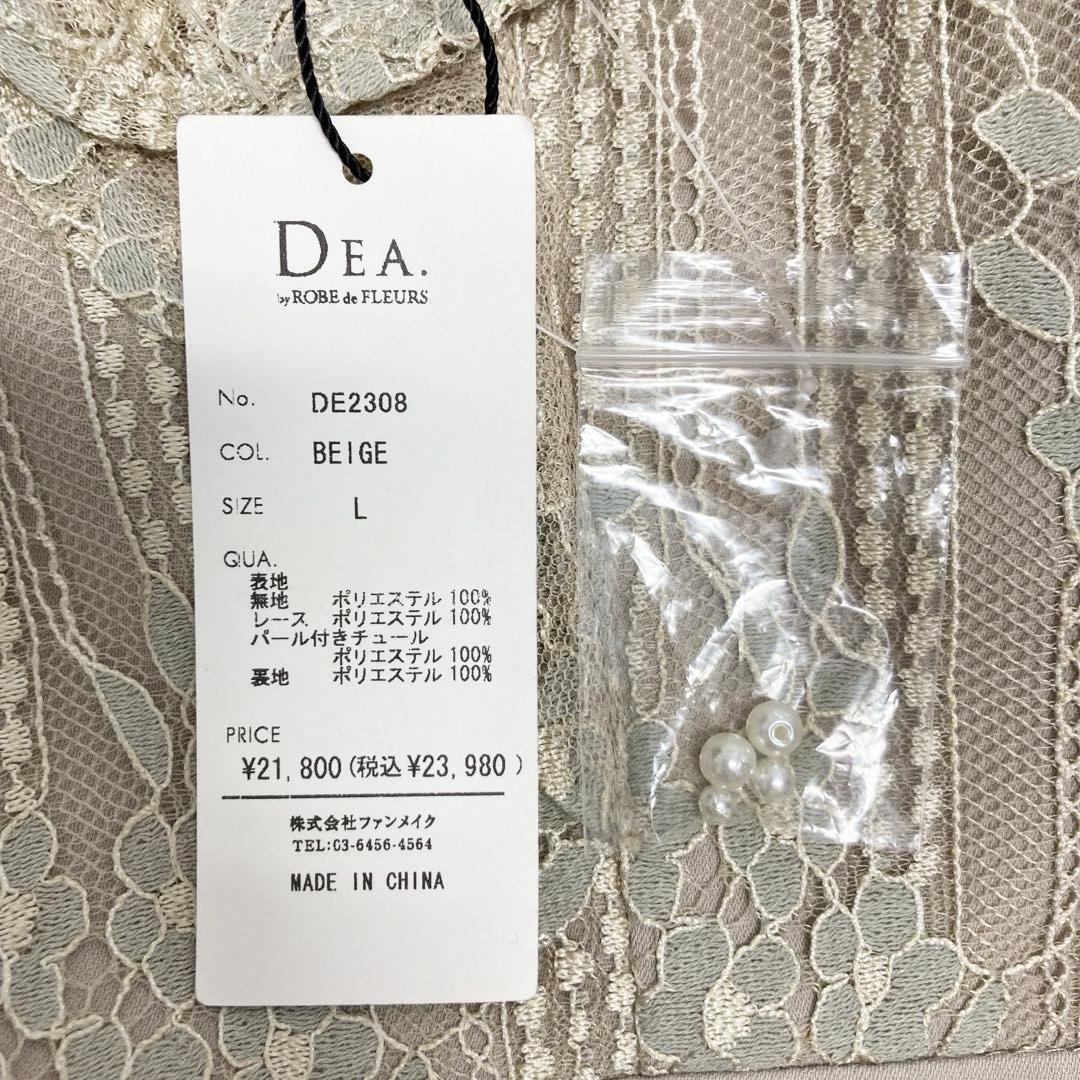 DEA.
by ROBE de FLEURS
No. DE2308
COL. BEIGE
SIZE L
QUA.
表地
無地 ポリエステル 100%
レース ポリエステル 100%
パール付きチュール
ポリエステル 100%
裏地 ポリエステル 100%
PRICE
¥21,800(税込¥23,980)
株式会社ファンメイク
TEL:03-6456-4564
MADE IN CHINA